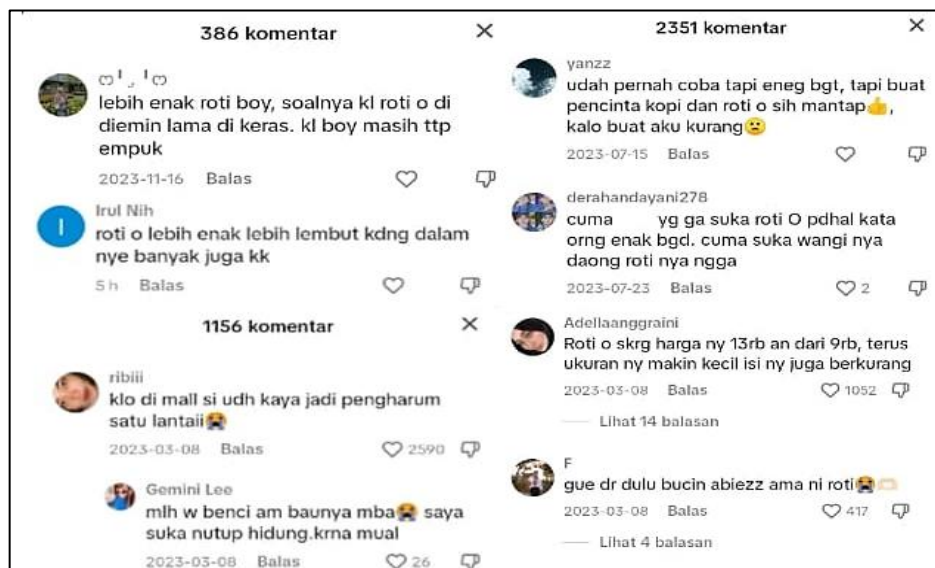 386 komentar
lebih enak roti boy, soalnya kl roti o di
diemin lama di keras. kl boy masih ttp
empuk
2023-11-16 Balas
I
Irul Nih
roti o lebih enak lebih lembut kdng dalam
nye banyak juga kk
5 h Balas
1156 komentar
ribiii
klo di mall si udh kaya jadi pengharum
satu lantaii😭
2023-03-08 Balas 2590
Gemini Lee
mlh w benci am baunya mba😭 saya
suka nutup hidung.krna mual
2023-03-08 Balas 26
2351 komentar
yanzz
udah pernah coba tapi eneg bgt, tapi buat
pencinta kopi dan roti o sih mantap👍,
kalo buat aku kurang🙁
2023-07-15 Balas
derahandayani278
cuma yg ga suka roti O pdhal kata
orng enak bgd. cuma suka wangi nya
daong roti nya ngga
2023-07-23 Balas 2
Adellaanggraini
Roti o skrg harga ny 13rb an dari 9rb, terus
ukuran ny makin kecil isi ny juga berkurang
2023-03-08 Balas 1052
Lihat 14 balasan
F
gue dr dulu bucin abiezz ama ni roti😭🫶
2023-03-08 Balas 417
Lihat 4 balasan